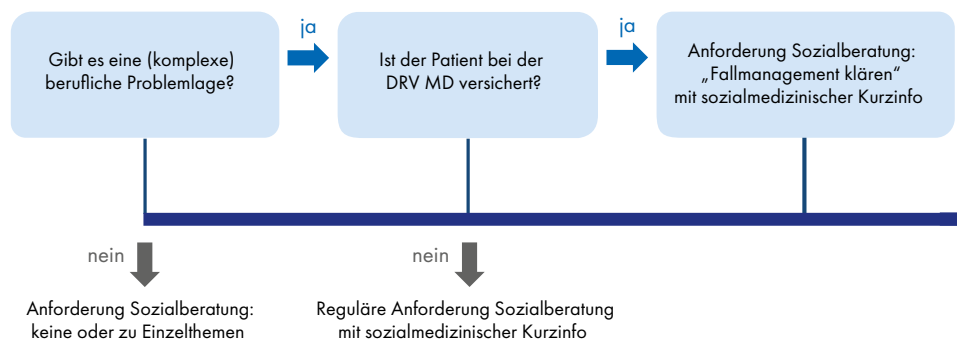 Gibt es eine (komplexe)
berufliche Problemlage?
ja
Ist der Patient bei der
DRV MD versichert?
ja
Anforderung Sozialberatung:
„Fallmanagement klären“
mit sozialmedizinischer Kurzinfo
nein
Anforderung Sozialberatung:
keine oder zu Einzelthemen
nein
Reguläre Anforderung Sozialberatung
mit sozialmedizinischer Kurzinfo